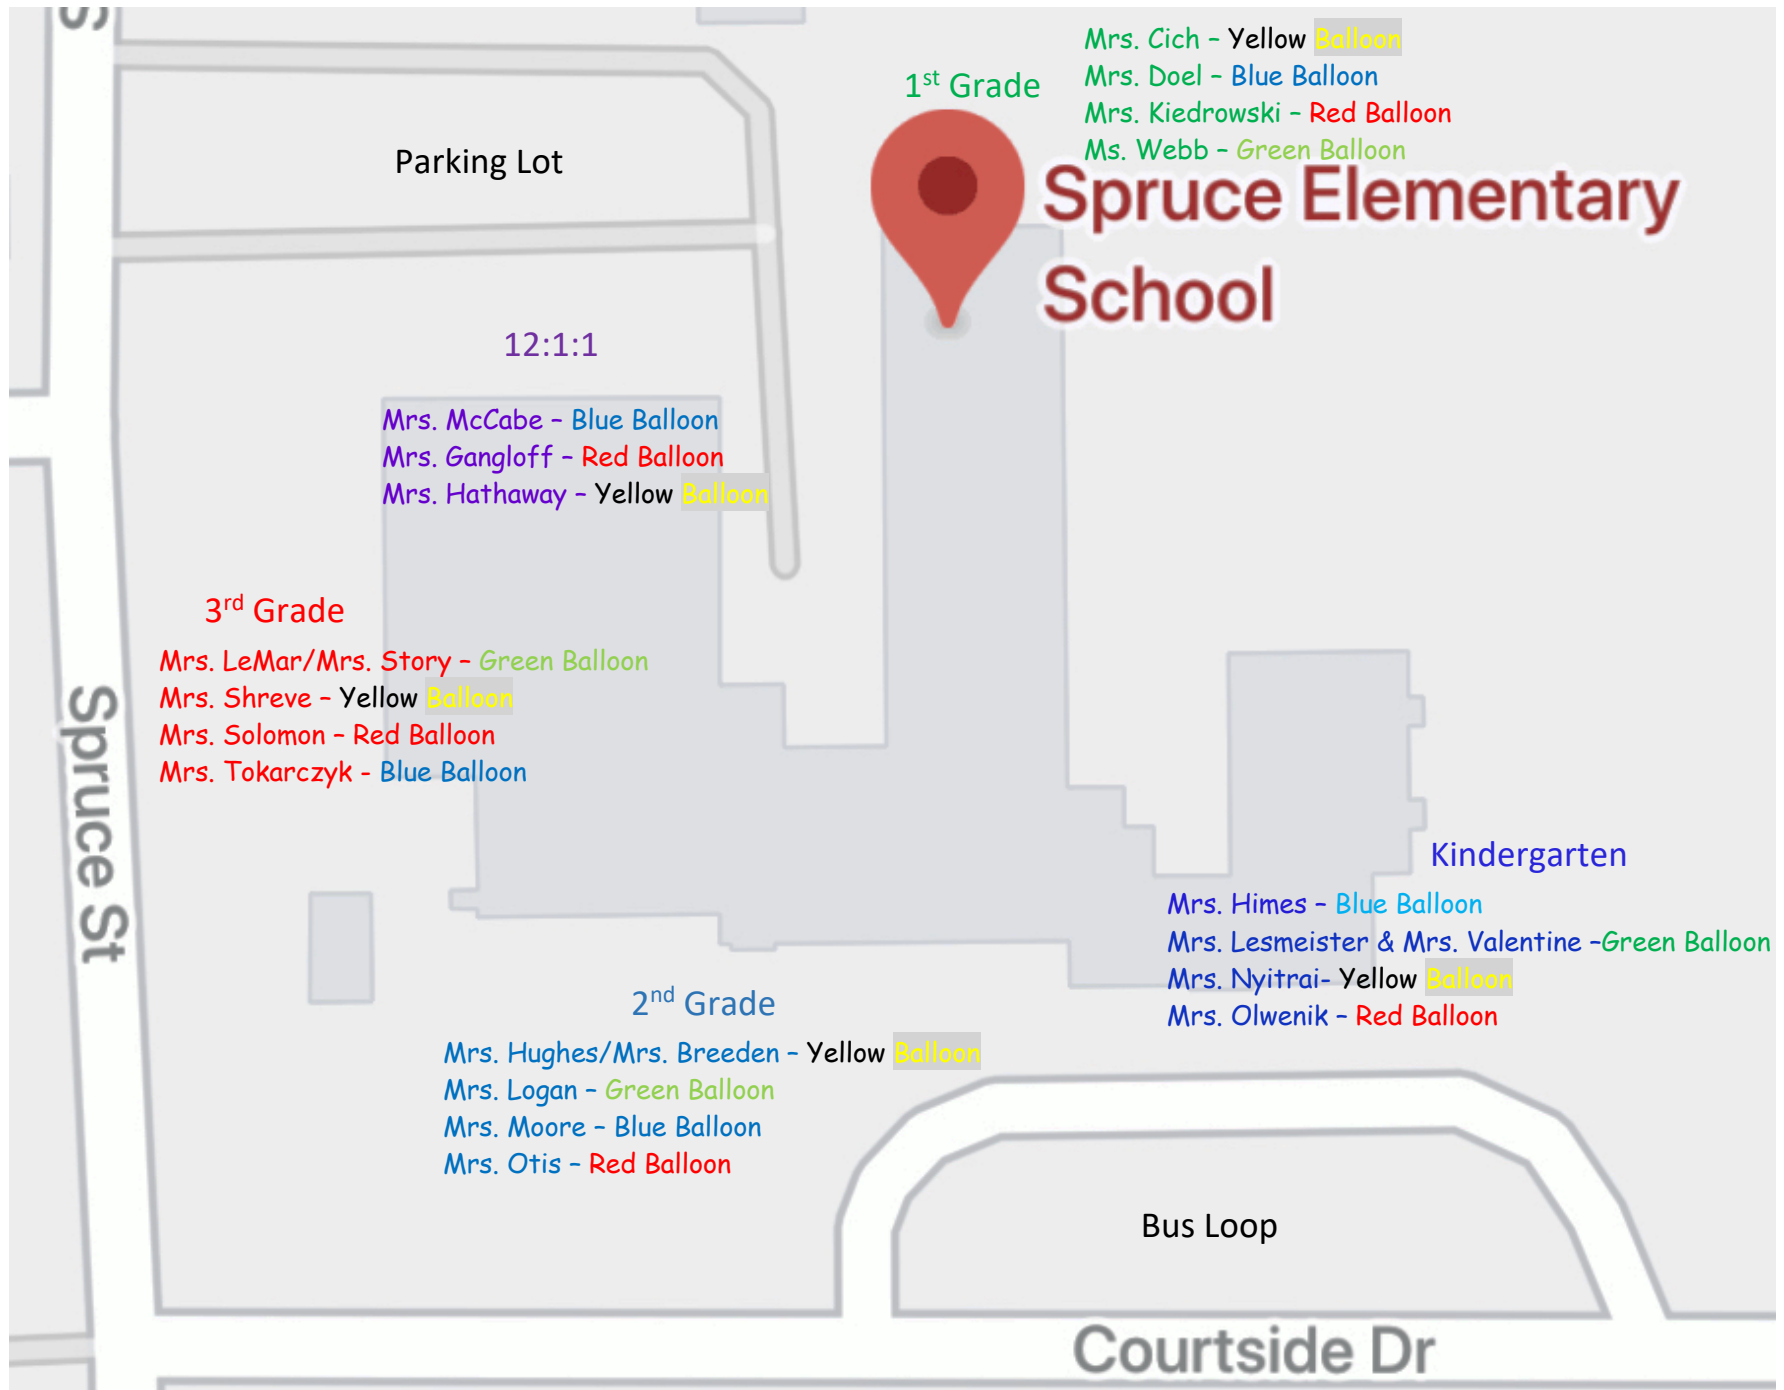 S
Mrs. Cich – Yellow Balloon
Mrs. Doel – Blue Balloon
Mrs. Kiedrowski – Red Balloon
Ms. Webb – Green Balloon
1st Grade
Parking Lot
Spruce Elementary
School
12:1:1
Mrs. McCabe – Blue Balloon
Mrs. Gangloff – Red Balloon
Mrs. Hathaway – Yellow Balloon
3rd Grade
Mrs. LeMar/Mrs. Story – Green Balloon
Mrs. Shreve – Yellow Balloon
Mrs. Solomon – Red Balloon
Mrs. Tokarczyk - Blue Balloon
Spruce St
Kindergarten
Mrs. Himes – Blue Balloon
Mrs. Lesmeister & Mrs. Valentine –Green Balloon
Mrs. Nyitrai- Yellow Balloon
Mrs. Olwenik – Red Balloon
2nd Grade
Mrs. Hughes/Mrs. Breeden – Yellow Balloon
Mrs. Logan – Green Balloon
Mrs. Moore – Blue Balloon
Mrs. Otis – Red Balloon
Bus Loop
Courtside Dr